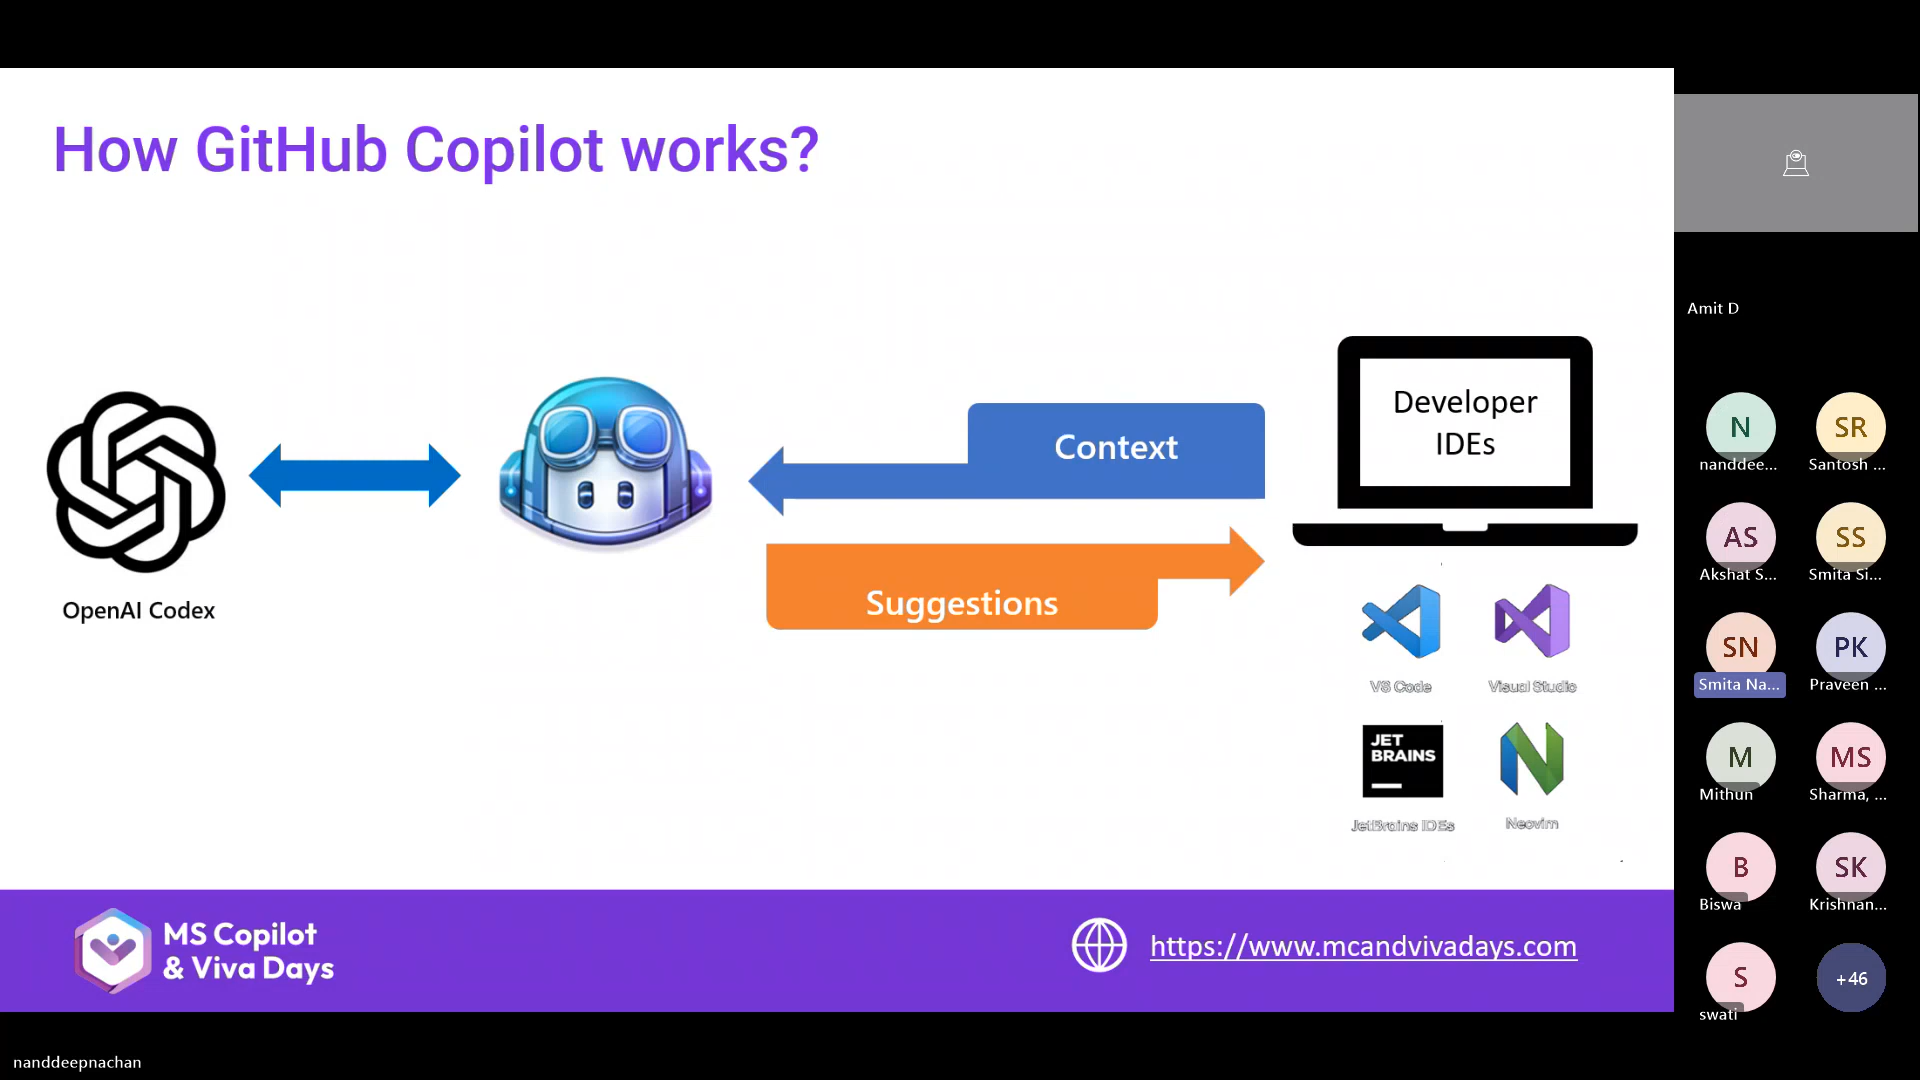 How GitHub Copilot works?
OpenAI Codex
Context
Suggestions
Developer
IDEs
VS Code
Visual Studio
JET
BRAINS
JetBrains IDEs
Neovim
MS Copilot
& Viva Days
https://www.mcandvivadays.com
nanddeepnachan
Amit D
N
nanddee...
SR
Santosh ...
AS
Akshat S...
SS
Smita Si...
SN
Smita Na...
PK
Praveen ...
M
Mithun
MS
Sharma, ...
B
Biswa
SK
Krishnan...
S
swati
+46